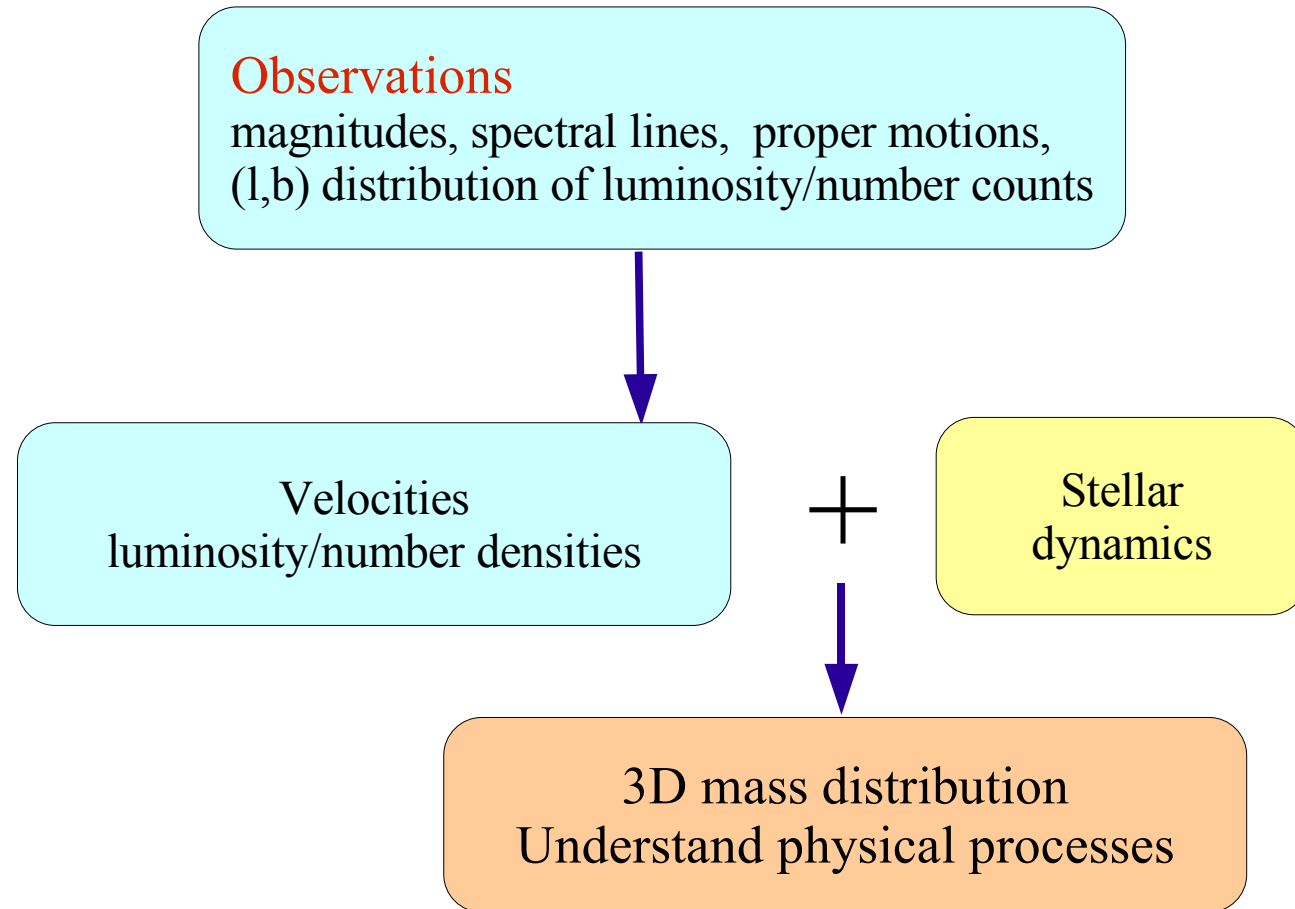 Observations
magnitudes, spectral lines,  proper motions,
(l,b) distribution of luminosity/number counts
Velocities
luminosity/number densities
+
Stellar
dynamics
3D mass distribution
Understand physical processes